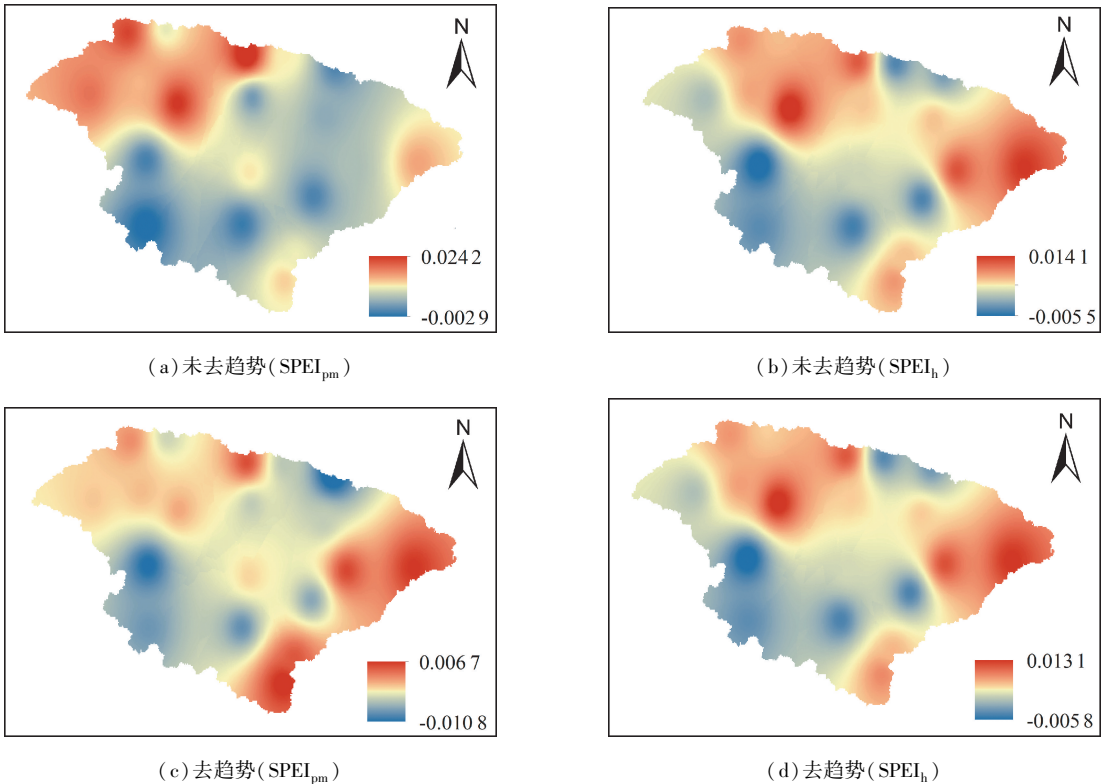 N
0.024 2
-0.002 9
(a)未去趋势(SPEIpm)
N
0.014 1
-0.005 5
(b)未去趋势(SPEIh)
N
0.006 7
-0.010 8
(c)去趋势(SPEIpm)
N
0.013 1
-0.005 8
(d)去趋势(SPEIh)